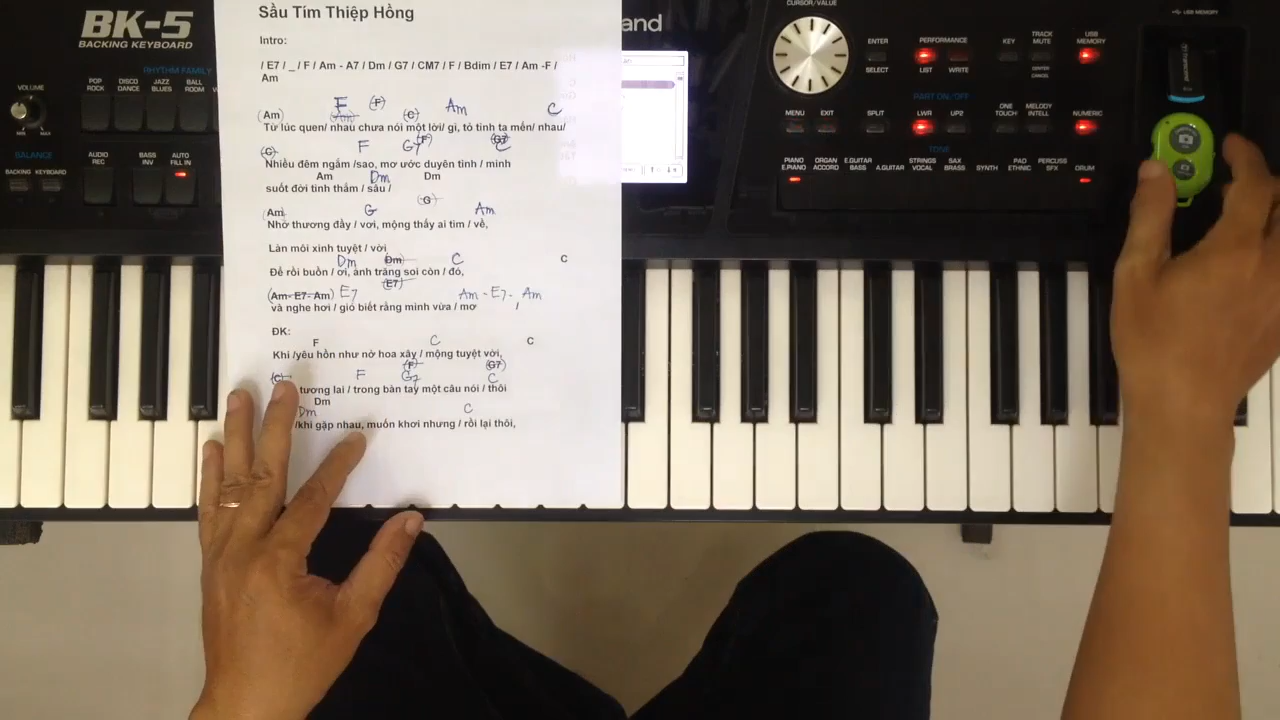 BK-5
BACKING KEYBOARD
land
CURSOR/VALUE
USB MEMORY
RHYTHM FAMILY
POP ROCK
DISCO DANCE
JAZZ BLUES
BALL ROOM
VOLUME
MIN MAX
BALANCE
BACKING KEYBOARD
AUDIO REC
BASS INV
AUTO FILL IN
ENTER
SELECT
PERFORMANCE
LIST WRITE
KEY
TRACK MUTE
CENTER CANCEL
USB MEMORY
PART ON/OFF
MENU EXIT SPLIT LWR UP2
ONE TOUCH
MELODY INTELL
NUMERIC
TONE
PIANO E.PIANO
ORGAN ACCORD
E.GUITAR BASS
A.GUITAR
STRINGS VOCAL
SAX BRASS
SYNTH
PAD ETHNIC
PERCUSS SFX
DRUM
Sầu Tím Thiệp Hồng
Intro:
/ E7 / _ / F / Am - A7 / Dm / G7 / CM7 / F / Bdim / E7 / Am -F /
Am
(Am) F (Am) (F) (C) Am C
Từ lúc quen/ nhau chưa nói một lời/ gì, tỏ tình ta mến/ nhau/
(C) F G7 (F) (G7) C
Nhiều đêm ngắm /sao, mơ ước duyên tình / mình
Am Dm Dm
suốt đời tình thắm / sâu /
(G)
(Am) G Am
Nhớ thương đầy / vơi, mộng thấy ai tìm / về,
Làn môi xinh tuyệt / vời
Dm (Dm) C C
Để rồi buồn / ơi, ánh trăng soi còn / đó,
(E7)
(Am- E7- Am) E7 Am - E7 - Am
và nghe hơi / gió biết rằng mình vừa / mơ /
ĐK:
F C C
Khi /yêu hồn như nở hoa xây / mộng tuyệt vời,
(F) (G7)
(C) F G7 C
tương lai / trong bàn tay một câu nói / thôi
Dm
Dm C
/khi gặp nhau, muốn khơi nhưng / rồi lại thôi,